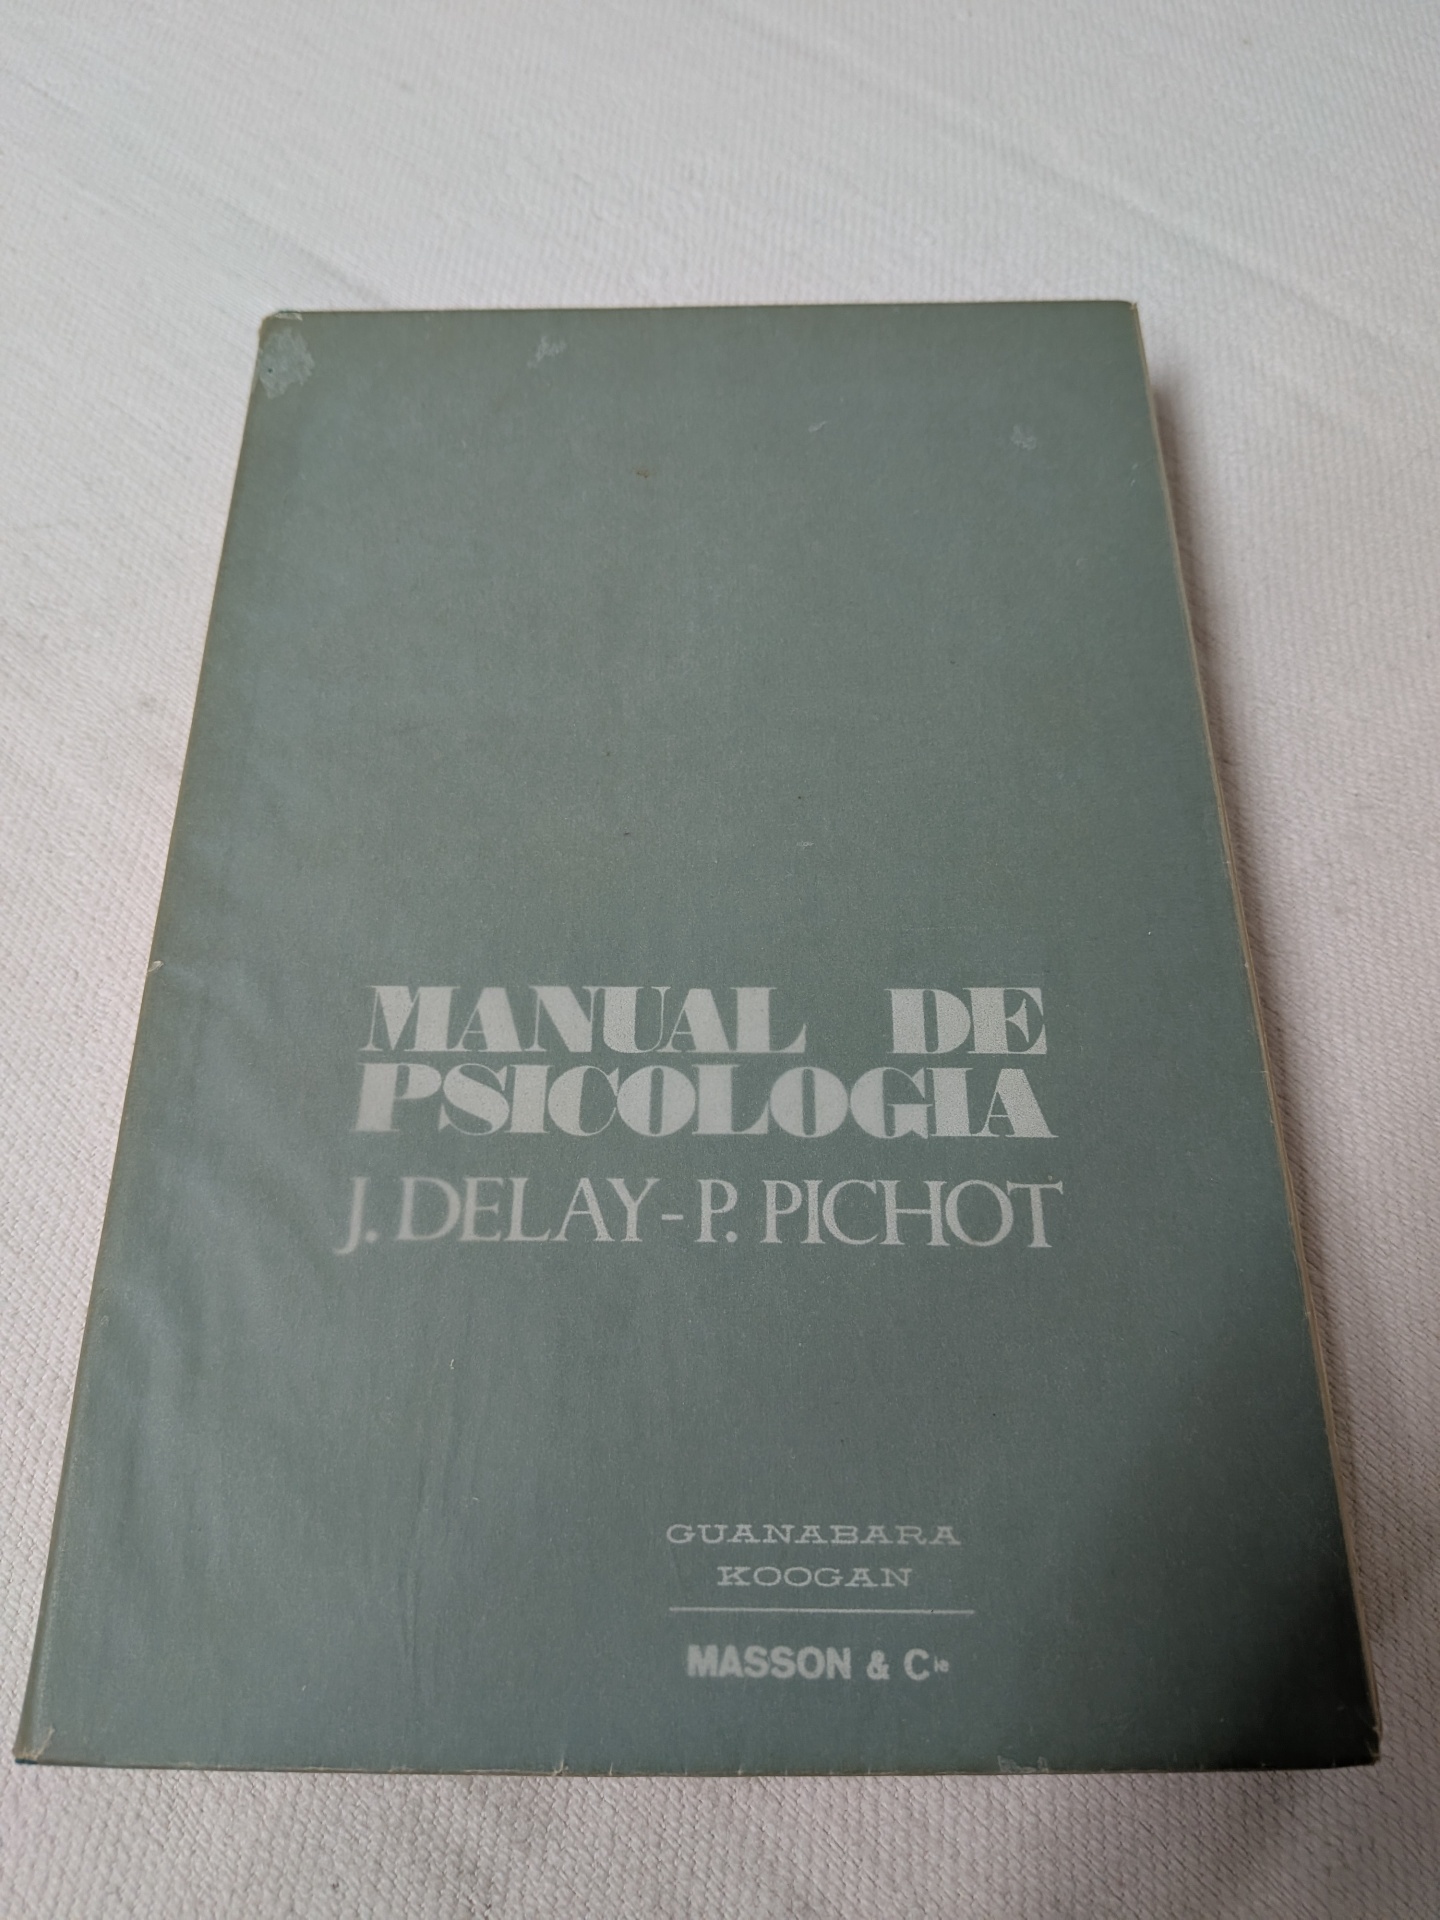 MANUAL DE
PSICOLOGIA
J. DELAY-P. PICHOT
GUANABARA
KOOGAN
MASSON & Cie